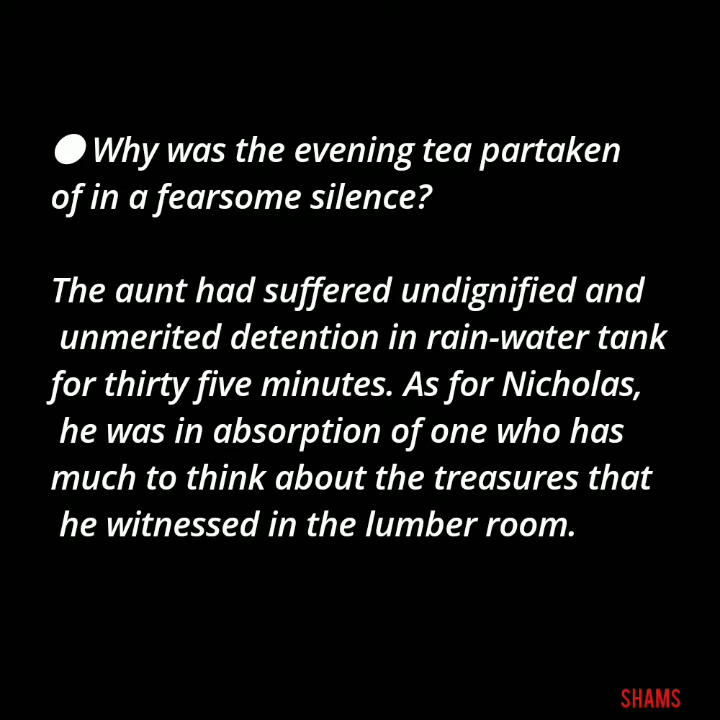 ● Why was the evening tea partaken
of in a fearsome silence?
The aunt had suffered undignified and
unmerited detention in rain-water tank
for thirty five minutes. As for Nicholas,
he was in absorption of one who has
much to think about the treasures that
he witnessed in the lumber room.
SHAMS